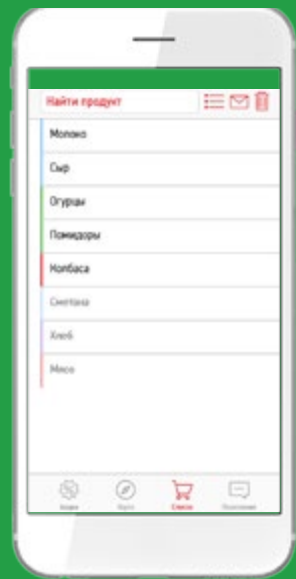 Найти продукт
Молоко
Сыр
Огурцы
Помидоры
Колбаса
Сметана
Хлеб
Мясо
Список